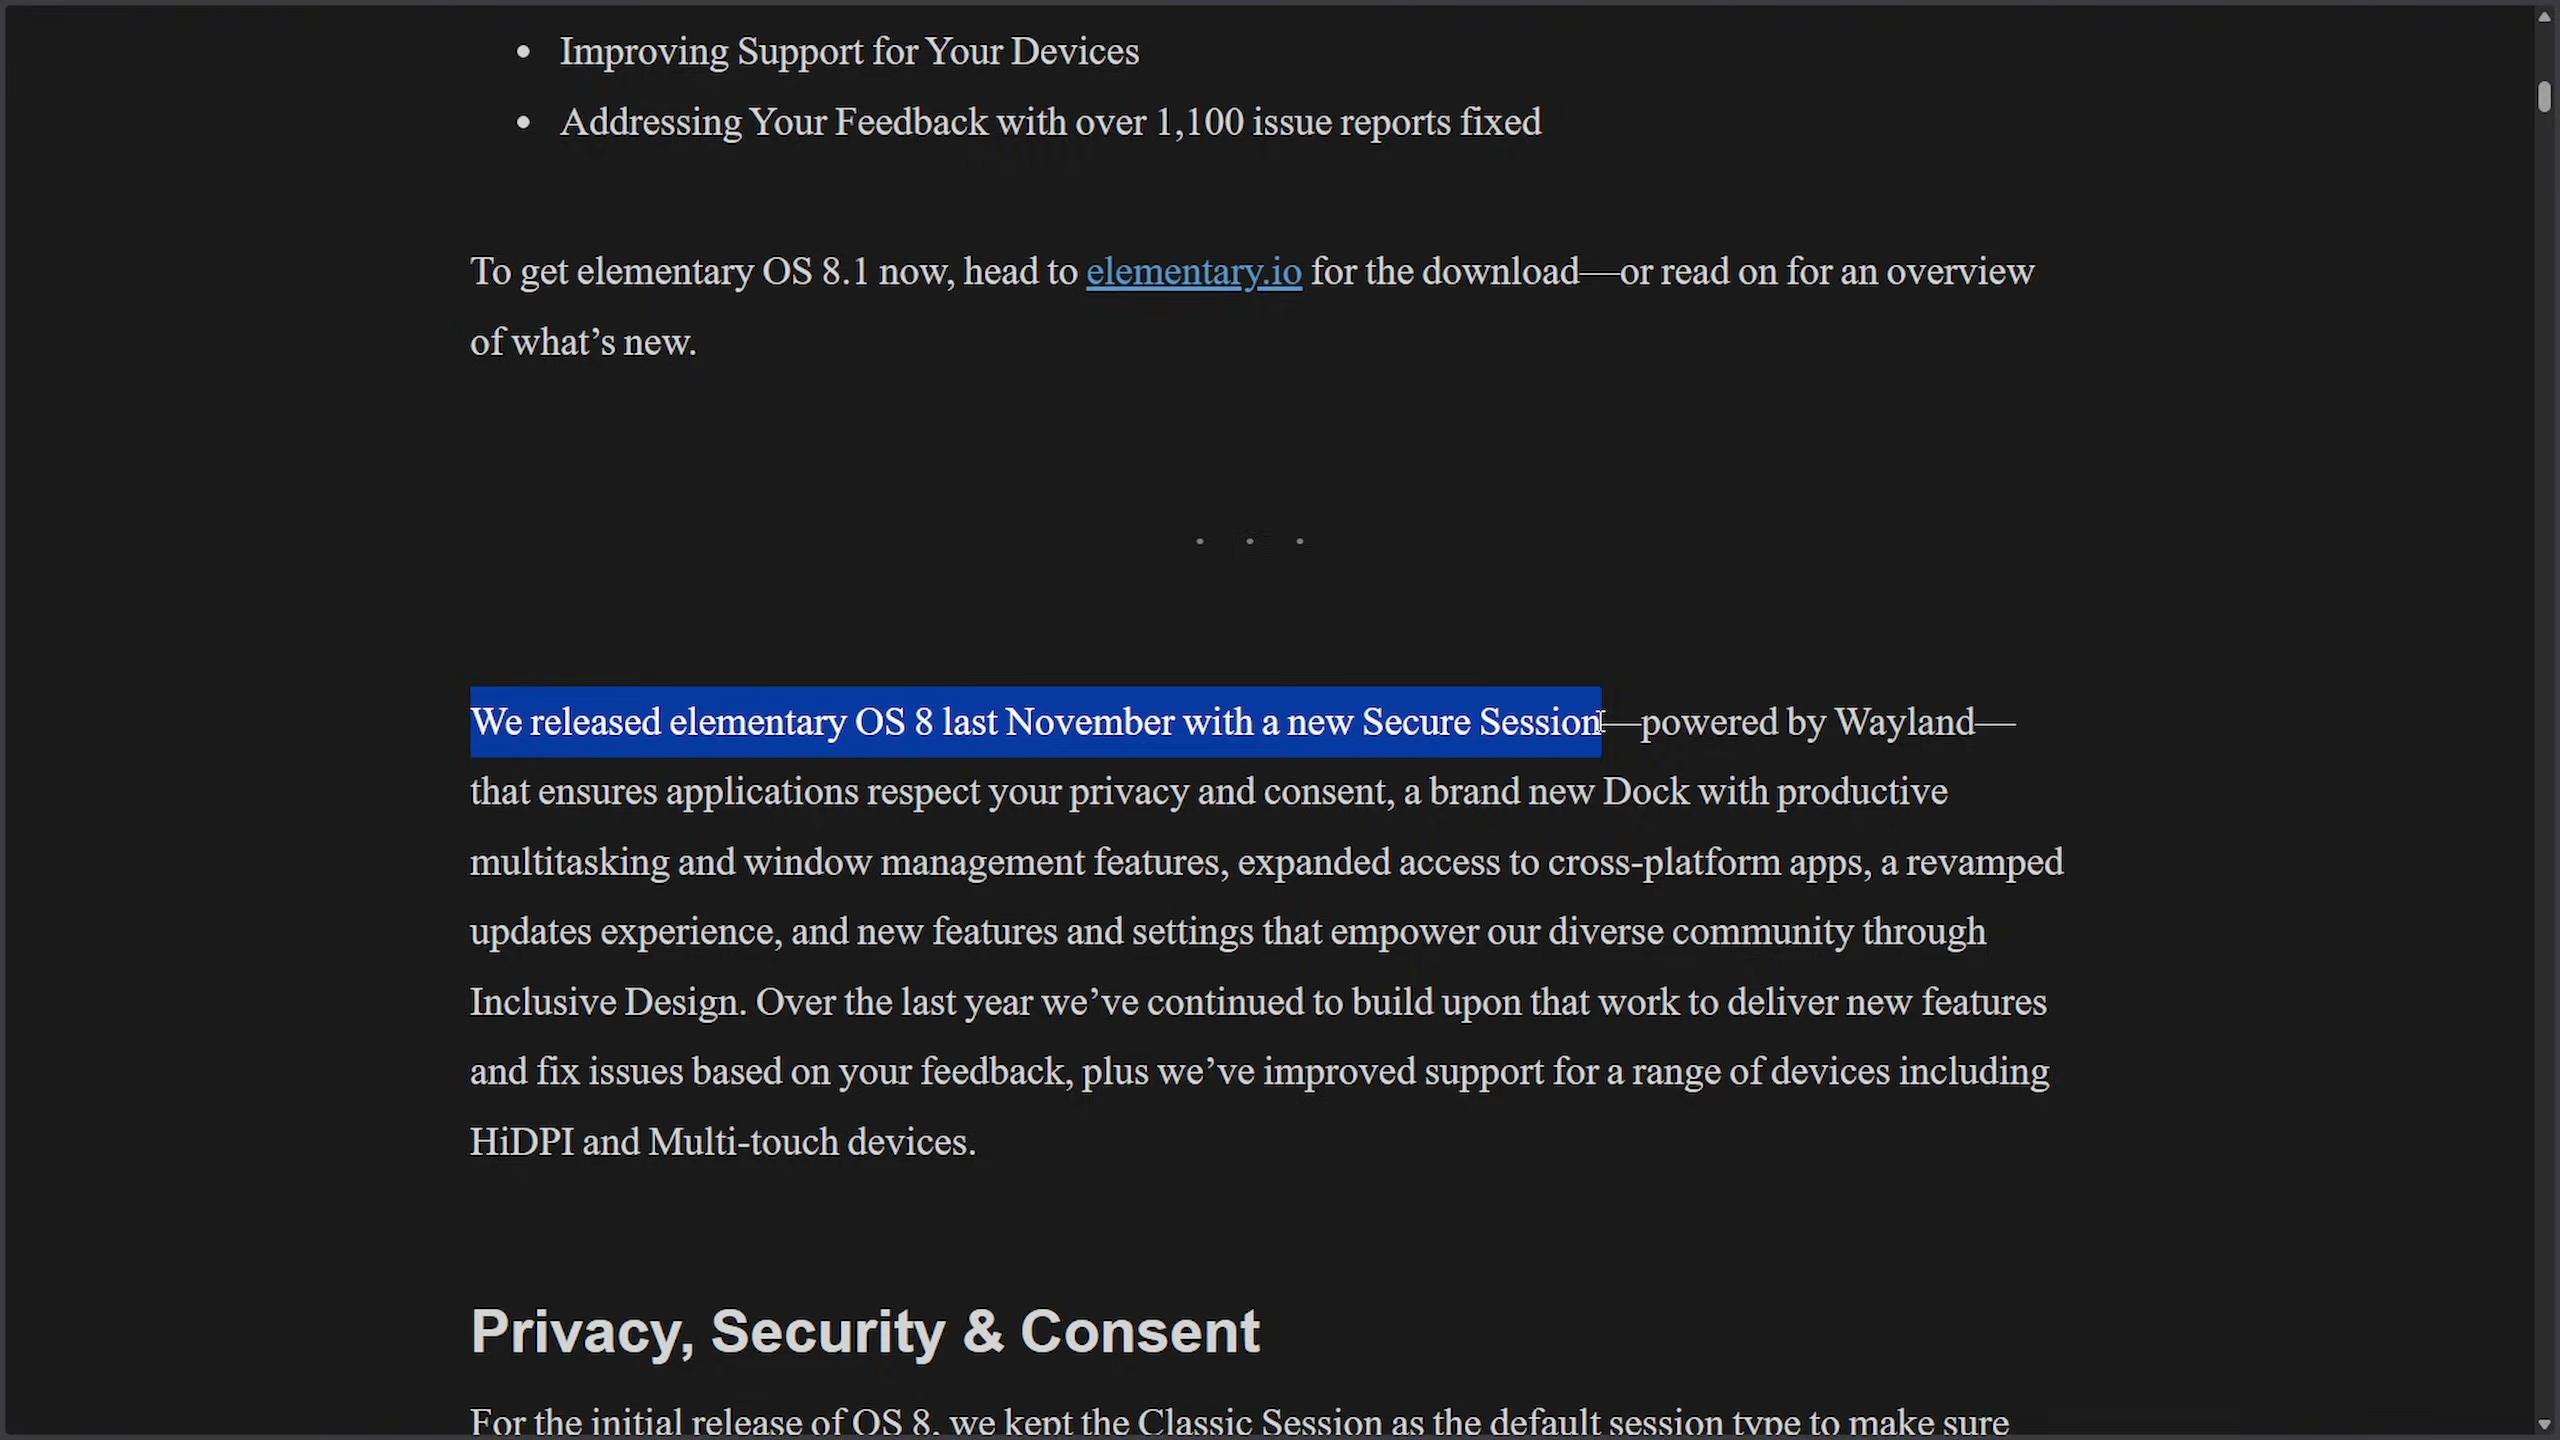 • Improving Support for Your Devices
• Addressing Your Feedback with over 1,100 issue reports fixed
To get elementary OS 8.1 now, head to elementary.io for the download—or read on for an overview
of what’s new.
. . .
We released elementary OS 8 last November with a new Secure Session—powered by Wayland—
that ensures applications respect your privacy and consent, a brand new Dock with productive
multitasking and window management features, expanded access to cross-platform apps, a revamped
updates experience, and new features and settings that empower our diverse community through
Inclusive Design. Over the last year we’ve continued to build upon that work to deliver new features
and fix issues based on your feedback, plus we’ve improved support for a range of devices including
HiDPI and Multi-touch devices.
Privacy, Security & Consent
For the initial release of OS 8, we kept the Classic Session as the default session type to make sure